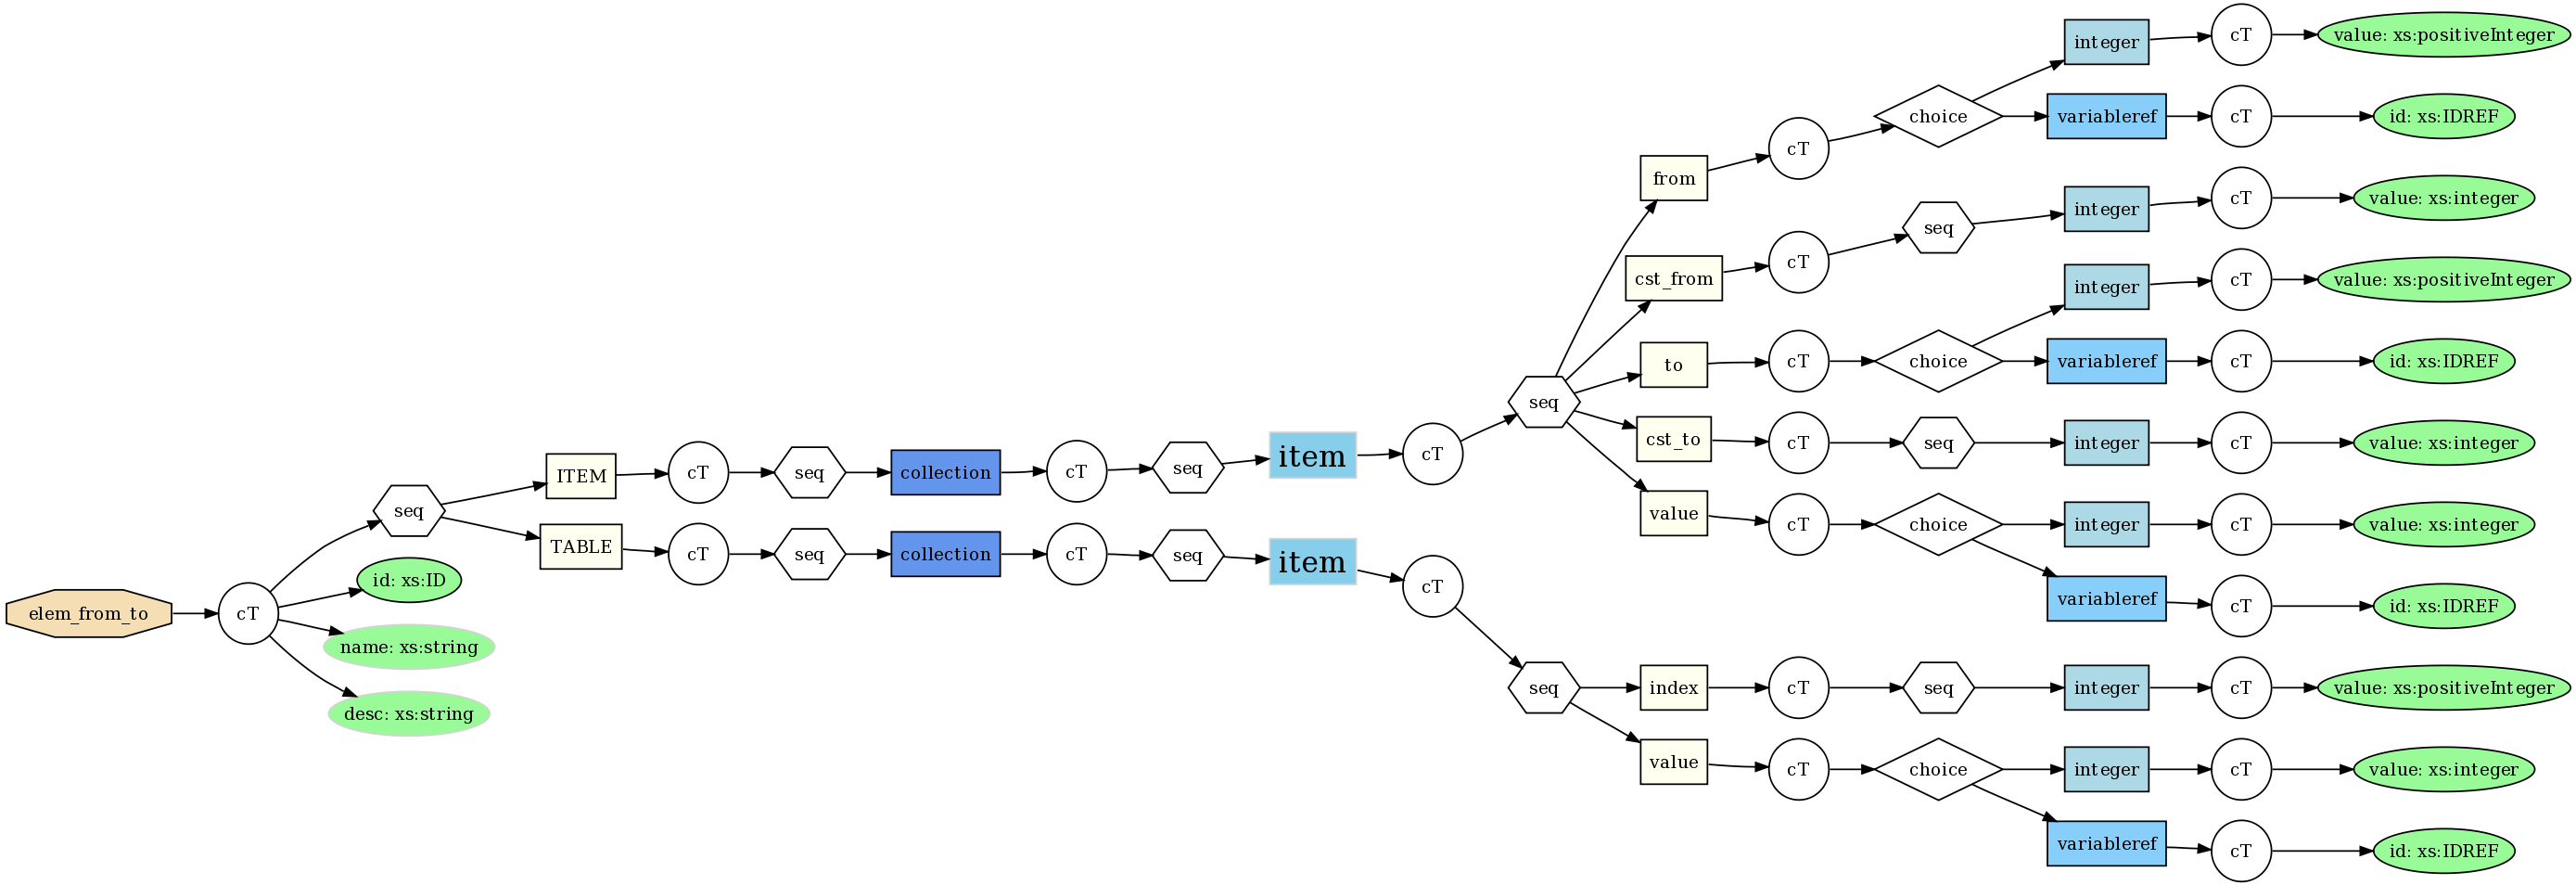 elem_from_to
cT
seq
id: xs:ID
name: xs:string
desc: xs:string
ITEM
cT
seq
collection
cT
seq
item
cT
seq
from
cT
choice
integer
cT
value: xs:positiveInteger
variableref
cT
id: xs:IDREF
cst_from
cT
seq
integer
cT
value: xs:integer
to
cT
choice
integer
cT
value: xs:positiveInteger
variableref
cT
id: xs:IDREF
cst_to
cT
seq
integer
cT
value: xs:integer
value
cT
choice
integer
cT
value: xs:integer
variableref
cT
id: xs:IDREF
TABLE
cT
seq
collection
cT
seq
item
cT
seq
index
cT
seq
integer
cT
value: xs:positiveInteger
value
cT
choice
integer
cT
value: xs:integer
variableref
cT
id: xs:IDREF